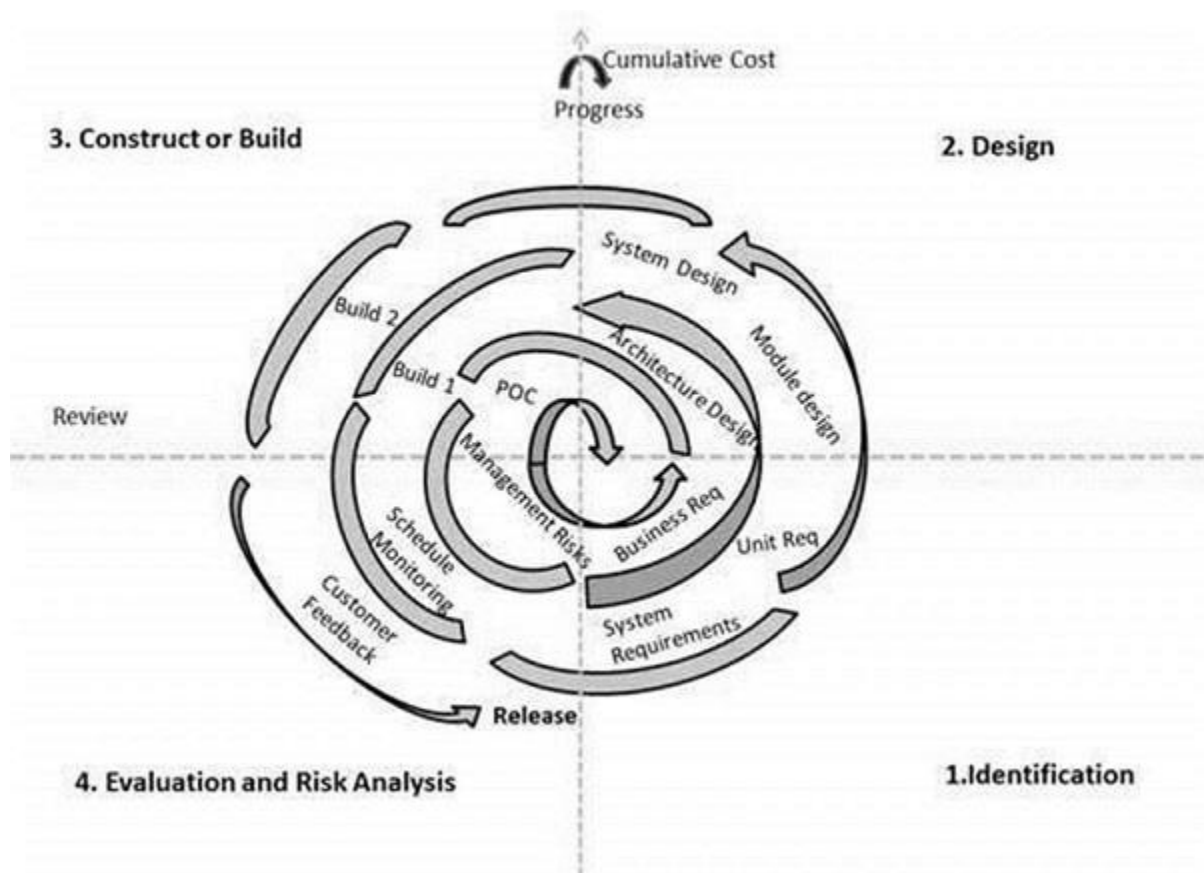 Cumulative Cost
Progress
3. Construct or Build
2. Design
System Design
Build 2
Module design
Architecture Design
Build 1
POC
Review
Management Risks
Business Req
Unit Req
Schedule
Monitoring
System
Requirements
Customer
Feedback
Release
4. Evaluation and Risk Analysis
1.Identification